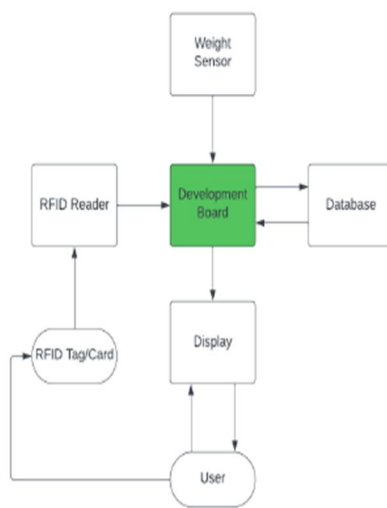 Weight
Sensor
RFID Reader
Development
Board
Database
RFID Tag/Card
Display
User